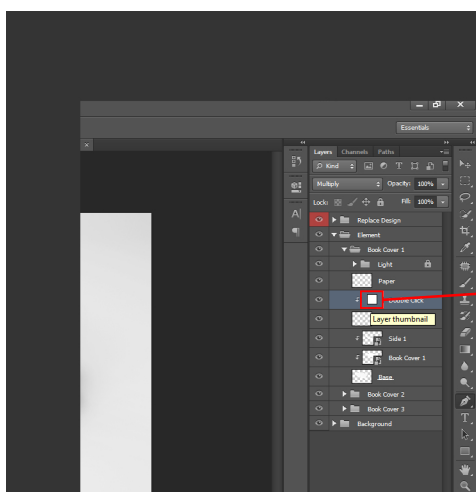 Essentials
Layers Channels Paths
Kind
Multiply Opacity: 100%
Lock: Fill: 100%
Replace Design
Element
Book Cover 1
Light
Paper
Double Click
Layer thumbnail
Side 1
Book Cover 1
Base
Book Cover 2
Book Cover 3
Background